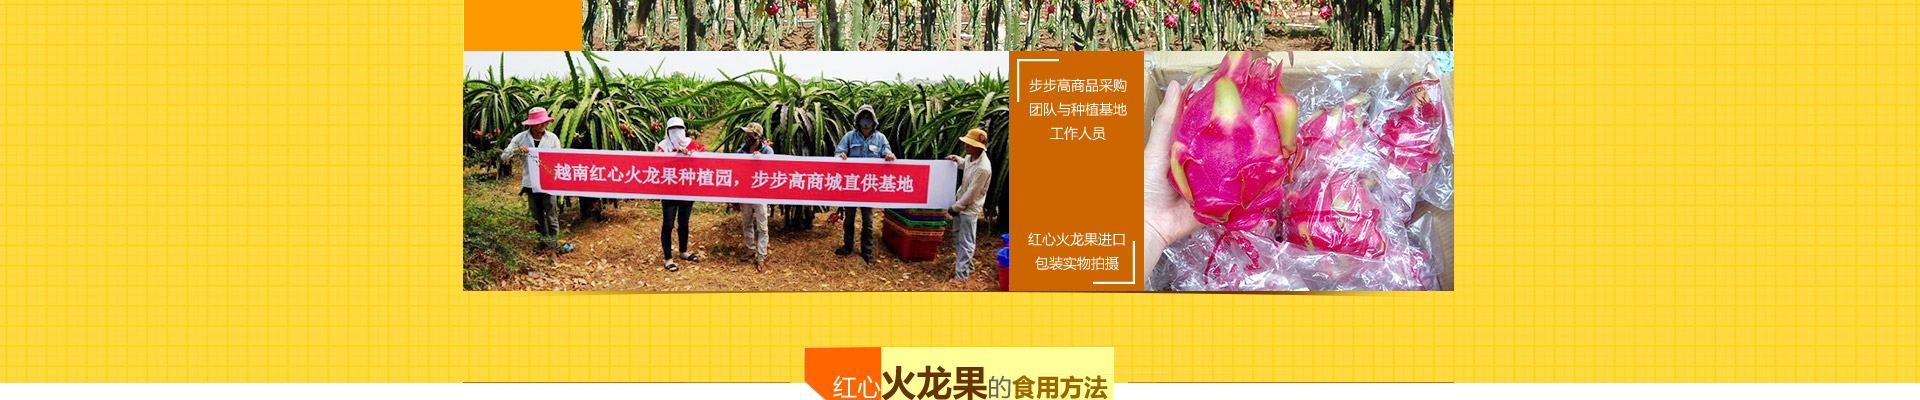 步步高商品采购
团队与种植基地
工作人员
越南红心火龙果种植园，步步高商城直供基地
红心火龙果进口
包装实物拍摄
红心火龙果的食用方法